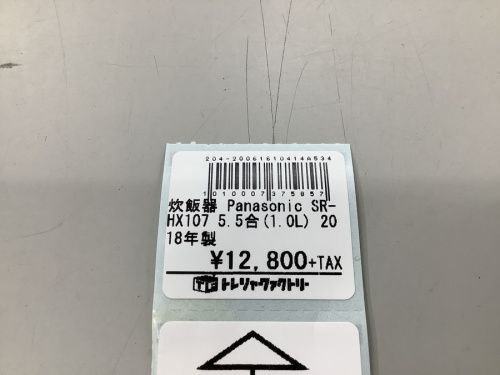 204-20061610414A534
1010007375857
炊飯器 Panasonic SR-
HX107 5.5合(1.0L) 20
18年製
¥12,800+TAX
トレジャーファクトリー